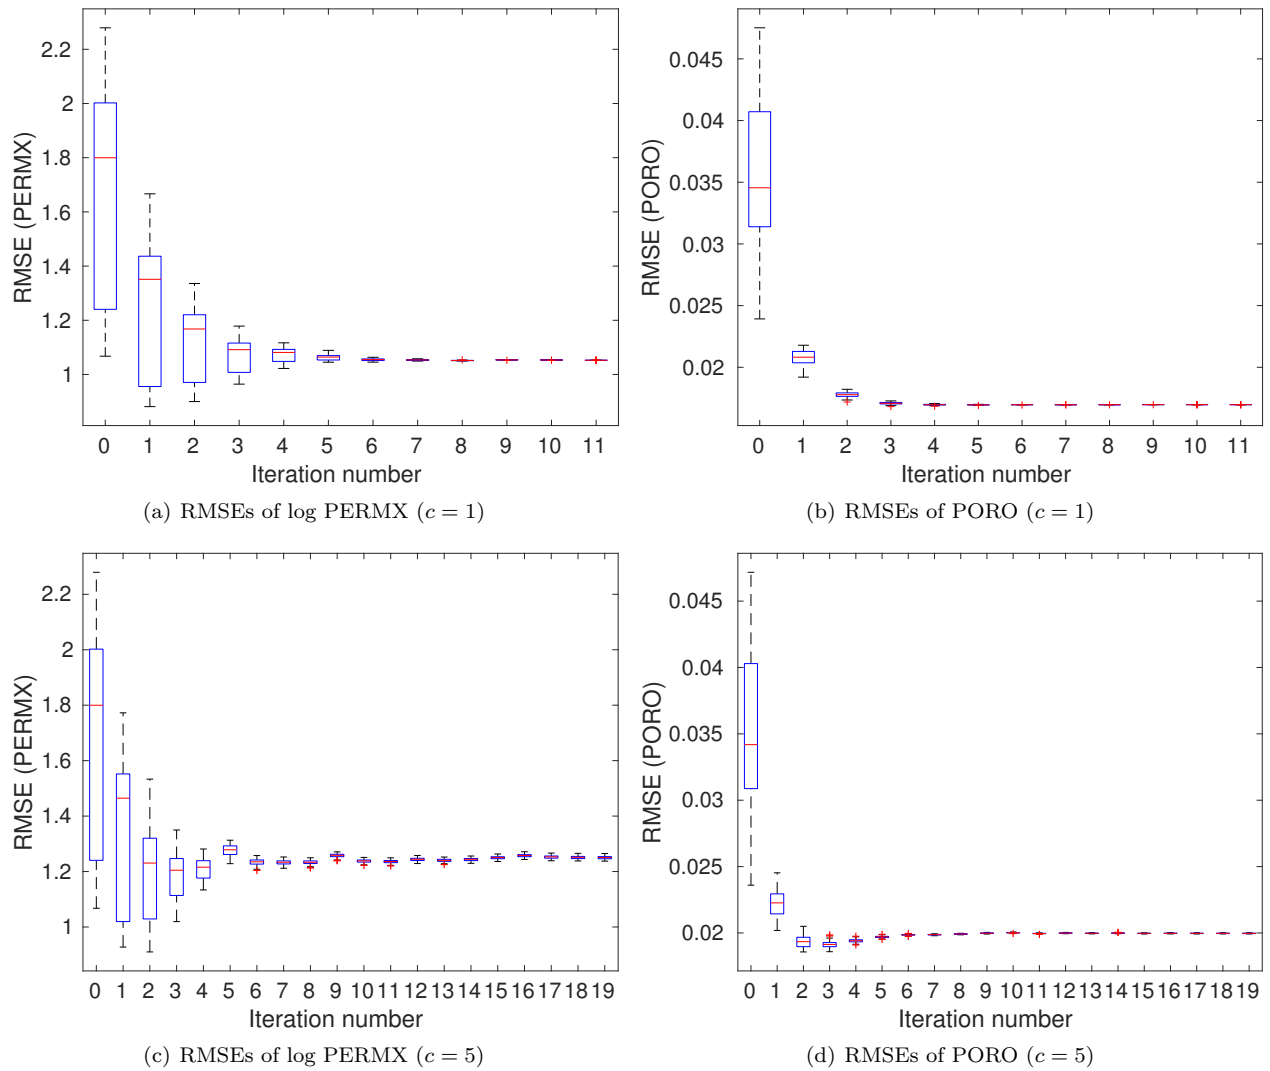 2.2
2
1.8
1.6
1.4
1.2
1
RMSE (PERMX)
0 1 2 3 4 5 6 7 8 9 10 11
Iteration number
(a) RMSEs of log PERMX (c = 1)
0.045
0.04
0.035
0.03
0.025
0.02
RMSE (PORO)
0 1 2 3 4 5 6 7 8 9 10 11
Iteration number
(b) RMSEs of PORO (c = 1)
2.2
2
1.8
1.6
1.4
1.2
1
RMSE (PERMX)
0 1 2 3 4 5 6 7 8 9 10 11 12 13 14 15 16 17 18 19
Iteration number
(c) RMSEs of log PERMX (c = 5)
0.045
0.04
0.035
0.03
0.025
0.02
RMSE (PORO)
0 1 2 3 4 5 6 7 8 9 10 11 12 13 14 15 16 17 18 19
Iteration number
(d) RMSEs of PORO (c = 5)